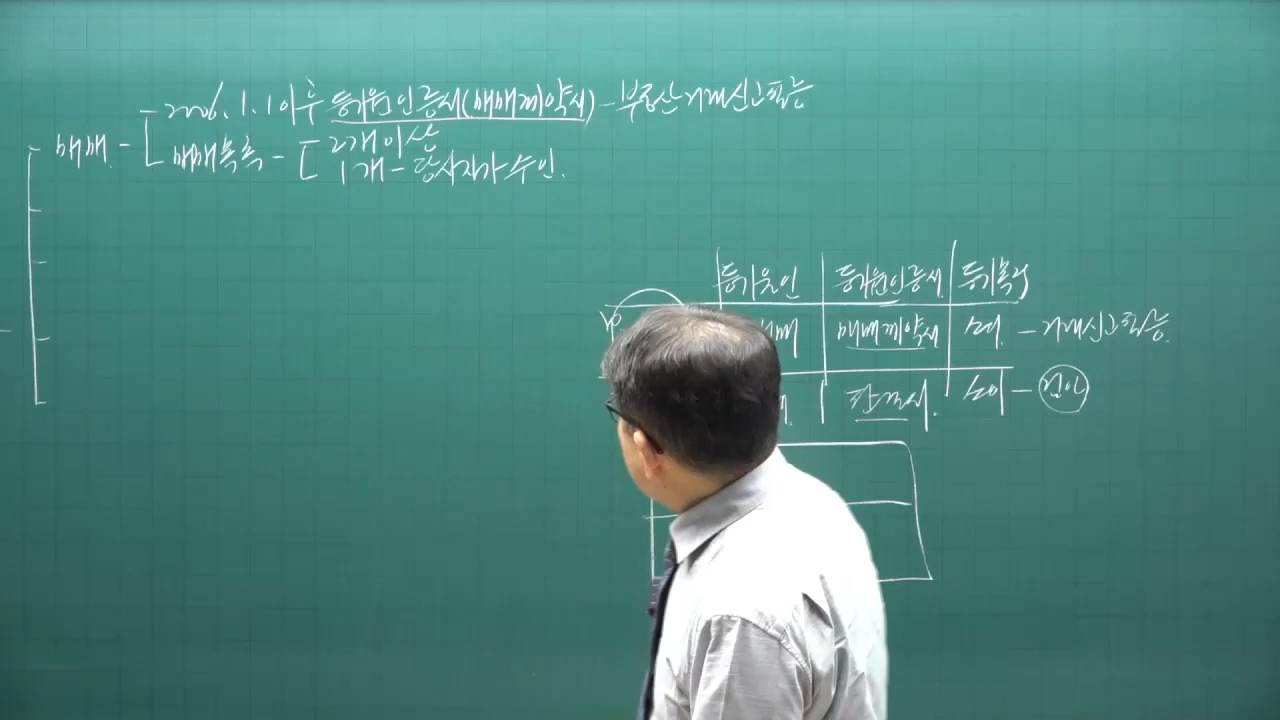 2006.1.1이후 등기원인증서(매매계약서) - 부동산거래신고필증
매매 -
매매목록 -
2개 이상
1개 - 당사자가 수인.
등기원인 등기원인증서 등기목적
매매 매매계약서 소이 - 거래신고필증
판결서.
소이 -